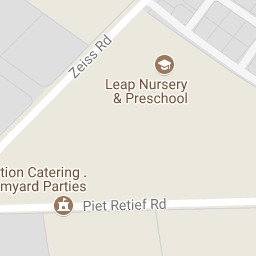 Zeiss Rd
Leap Nursery
& Preschool
tion Catering .
myard Parties
Piet Retief Rd